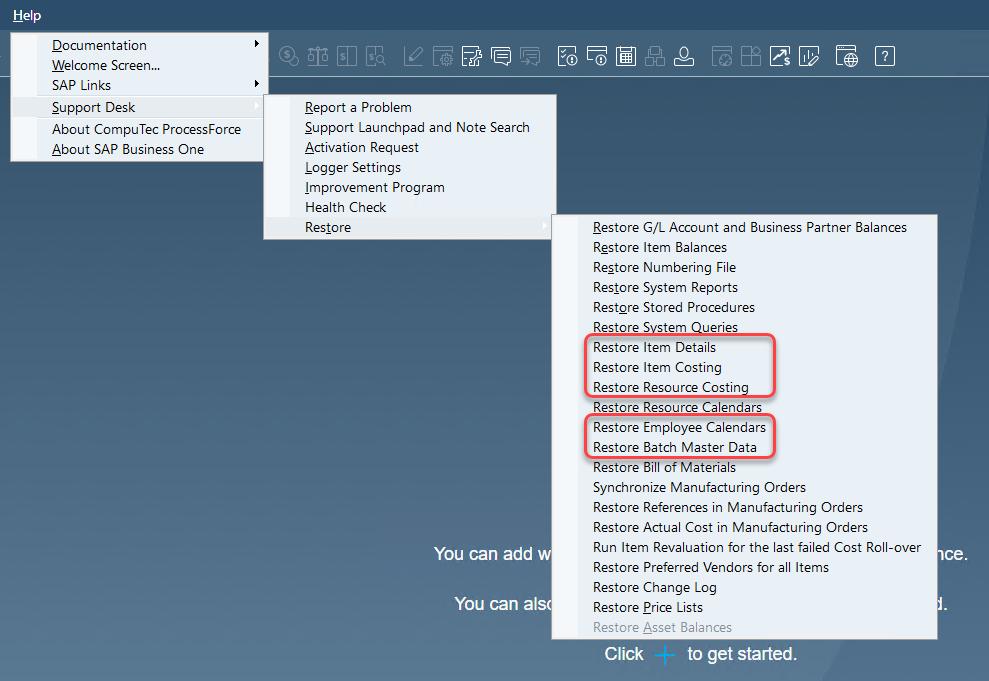 Help
Documentation
Welcome Screen...
SAP Links
Support Desk
About CompuTec ProcessForce
About SAP Business One
Report a Problem
Support Launchpad and Note Search
Activation Request
Logger Settings
Improvement Program
Health Check
Restore
Restore G/L Account and Business Partner Balances
Restore Item Balances
Restore Numbering File
Restore System Reports
Restore Stored Procedures
Restore System Queries
Restore Item Details
Restore Item Costing
Restore Resource Costing
Restore Resource Calendars
Restore Employee Calendars
Restore Batch Master Data
Restore Bill of Materials
Synchronize Manufacturing Orders
Restore References in Manufacturing Orders
Restore Actual Cost in Manufacturing Orders
Run Item Revaluation for the last failed Cost Roll-over
Restore Preferred Vendors for all Items
Restore Change Log
Restore Price Lists
Restore Asset Balances
You can add
You can also
Click + to get started.